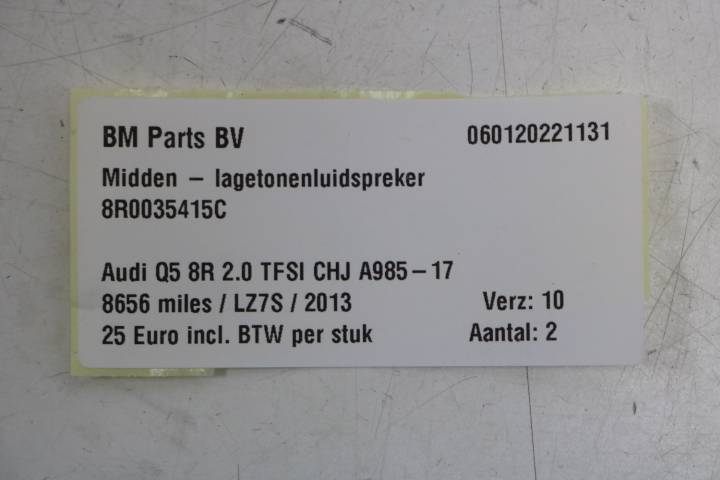 BM Parts BV 060120221131
Midden – lagetonenluidspreker
8R0035415C
Audi Q5 8R 2.0 TFSI CHJ A985–17
8656 miles / LZ7S / 2013 Verz: 10
25 Euro incl. BTW per stuk Aantal: 2